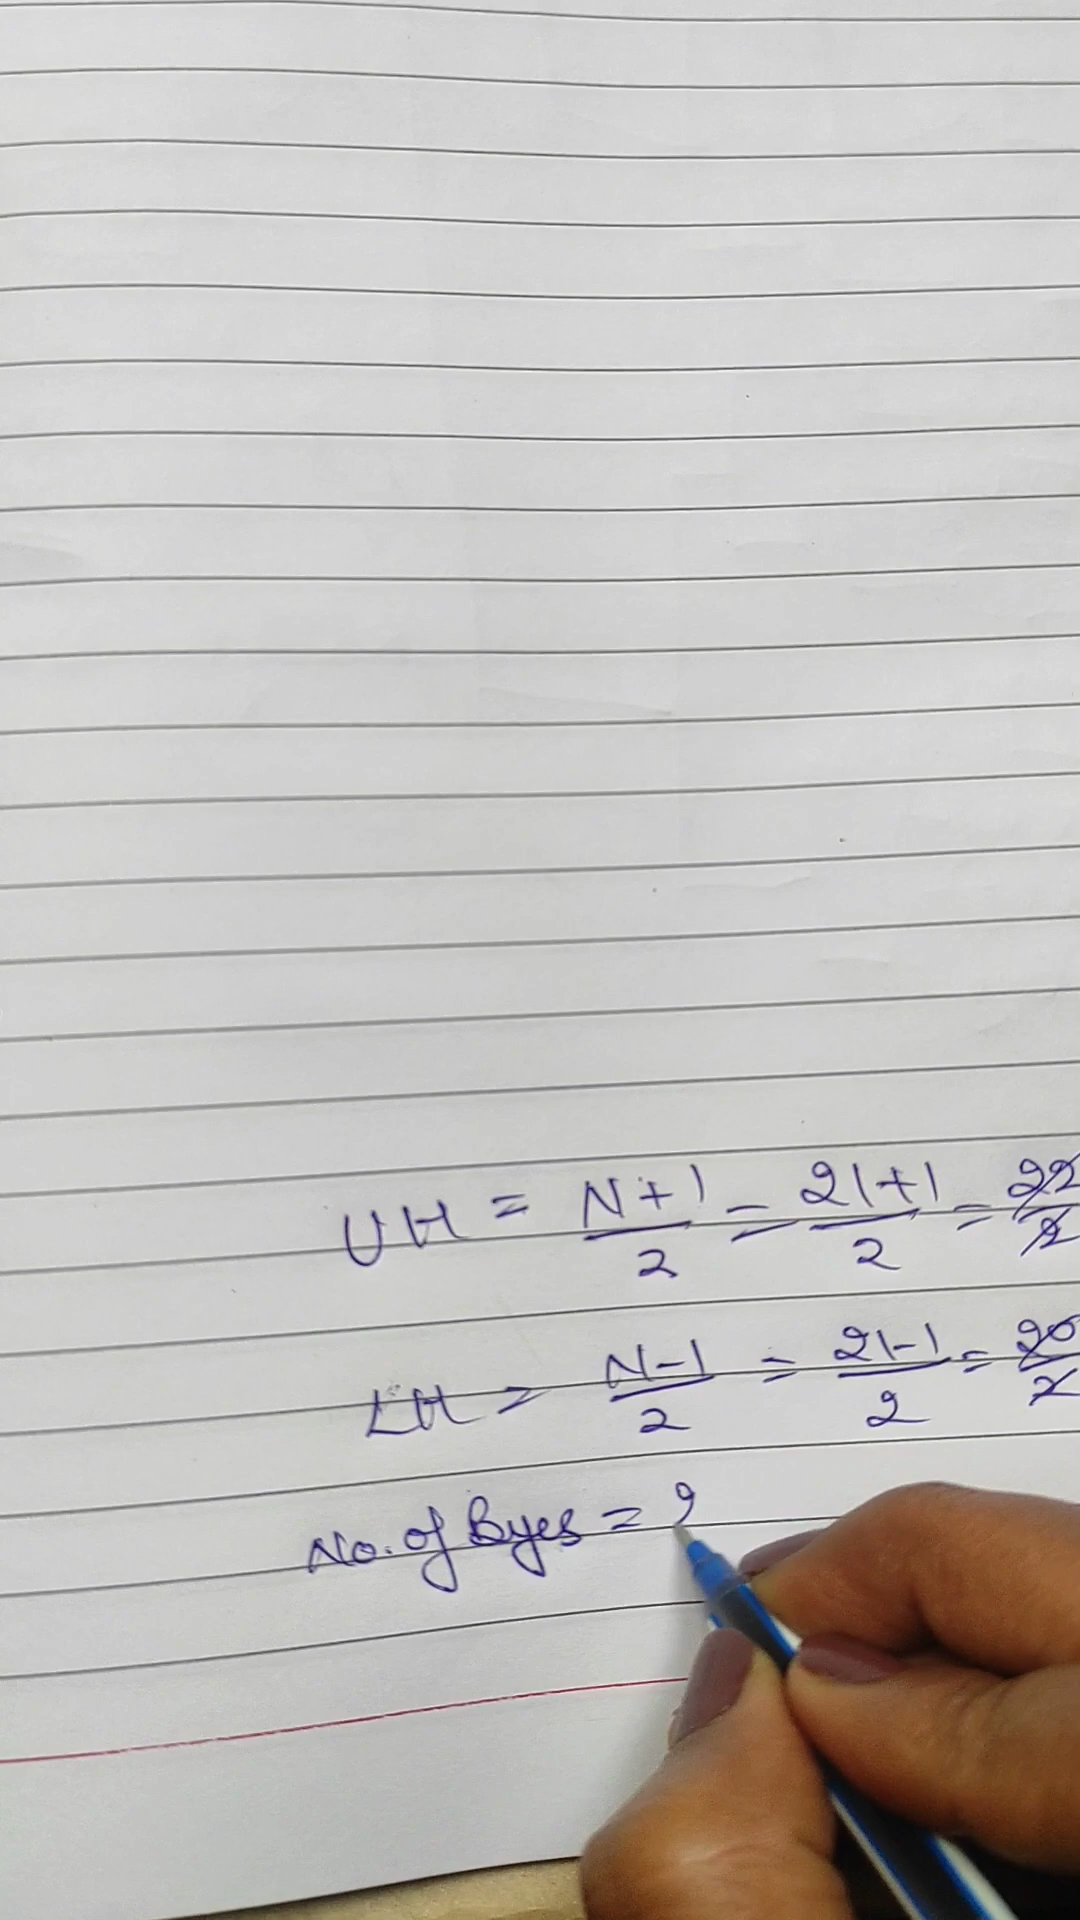 UH = N+1/2 = 21+1/2 = 22/2
LH = N-1/2 = 21-1/2 = 20/2
No. of Byes = 2